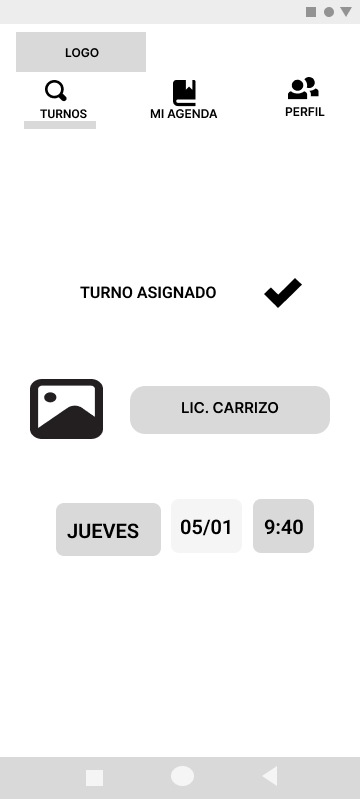 LOGO
TURNOS
MI AGENDA
PERFIL
TURNO ASIGNADO
LIC. CARRIZO
JUEVES
05/01
9:40